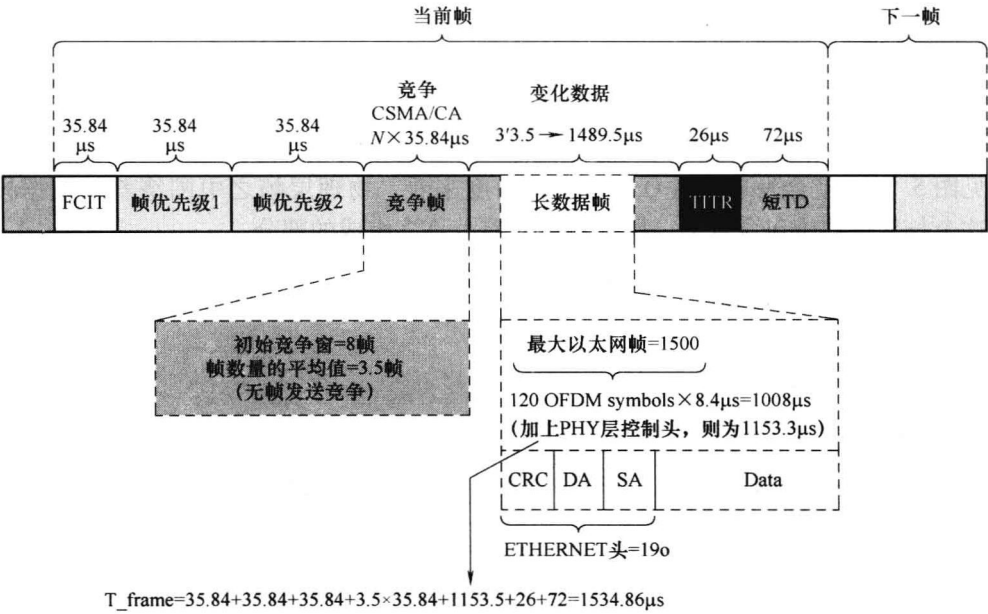 当前帧
下一帧
竞争
CSMA/CA
N×35.84μs
变化数据
35.84
μs
35.84
μs
35.84
μs
3′3.5→1489.5μs
26μs
72μs
FCIT
帧优先级1
帧优先级2
竞争帧
长数据帧
TITR
短TD
初始竞争窗=8帧
帧数量的平均值=3.5帧
(无帧发送竞争)
最大以太网帧=1500
120 OFDM symbols×8.4μs=1008μs
(加上PHY层控制头，则为1153.3μs)
CRC
DA
SA
Data
ETHERNET头=19o
T_frame=35.84+35.84+35.84+3.5×35.84+1153.5+26+72=1534.86μs